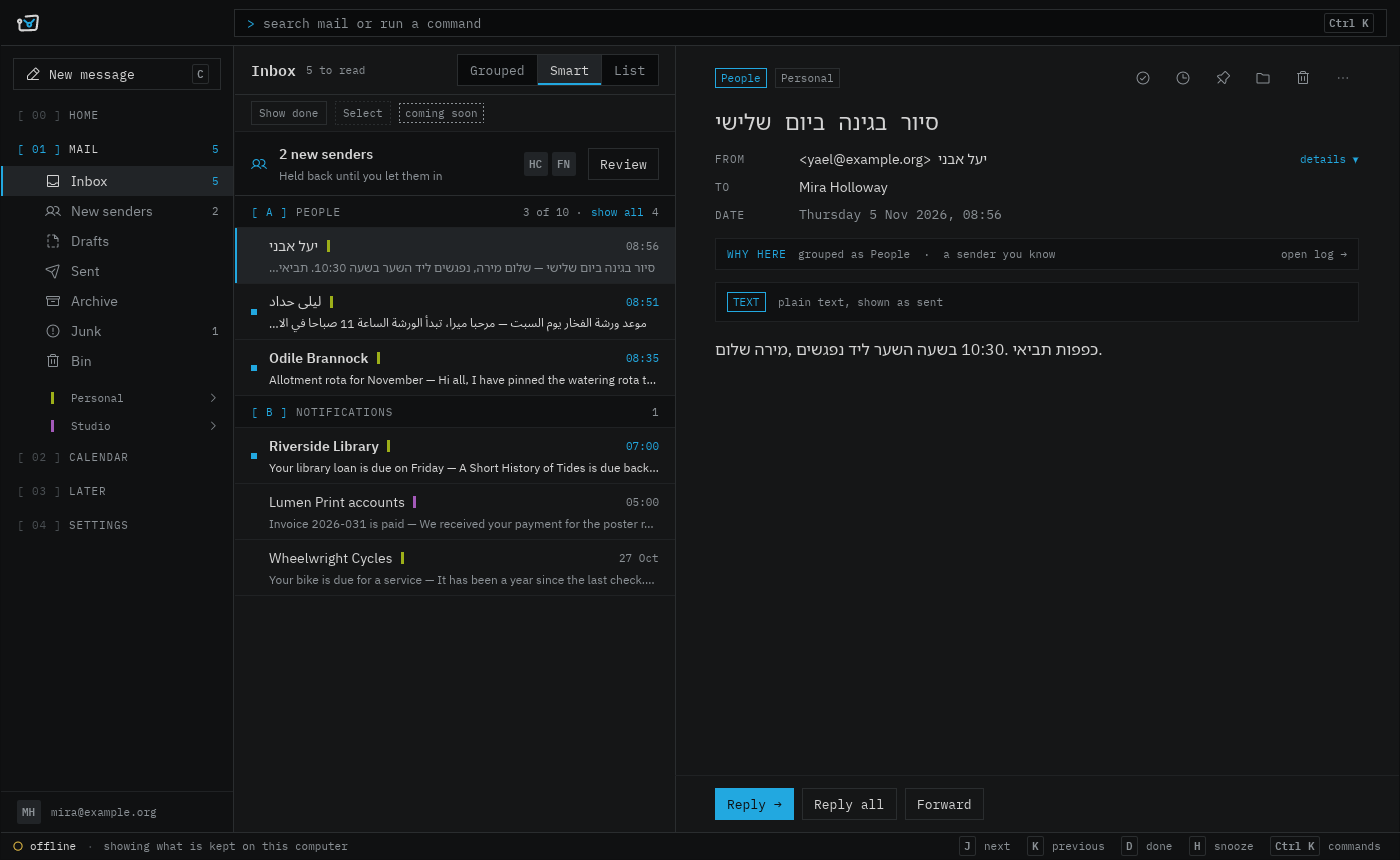 > search mail or run a command
Ctrl K
New message
C
[ 00 ] HOME
[ 01 ] MAIL 5
Inbox 5
New senders 2
Drafts
Sent
Archive
Junk 1
Bin
Personal
Studio
[ 02 ] CALENDAR
[ 03 ] LATER
[ 04 ] SETTINGS
MH mira@example.org
Inbox 5 to read
Grouped Smart List
Show done Select coming soon
2 new senders
Held back until you let them in
HC FN Review
[ A ] PEOPLE 3 of 10 · show all 4
יעל אבני 08:56
סיור בגינה ביום שלישי — שלום מירה, נפגשים ליד השער בשעה 10:30. תביאי...
ليلى حداد 08:51
موعد ورشة الفخار يوم السبت — مرحبا ميرا، تبدأ الورشة الساعة 11 صباحا في الا...
Odile Brannock 08:35
Allotment rota for November — Hi all, I have pinned the watering rota t...
[ B ] NOTIFICATIONS 1
Riverside Library 07:00
Your library loan is due on Friday — A Short History of Tides is due back...
Lumen Print accounts 05:00
Invoice 2026-031 is paid — We received your payment for the poster r...
Wheelwright Cycles 27 Oct
Your bike is due for a service — It has been a year since the last check....
People Personal
סיור בגינה ביום שלישי
FROM יעל אבני <yael@example.org> details ▾
TO Mira Holloway
DATE Thursday 5 Nov 2026, 08:56
WHY HERE grouped as People · a sender you know open log →
TEXT plain text, shown as sent
שלום מירה, נפגשים ליד השער בשעה 10:30. תביאי כפפות.
Reply → Reply all Forward
offline · showing what is kept on this computer
J next K previous D done H snooze Ctrl K commands